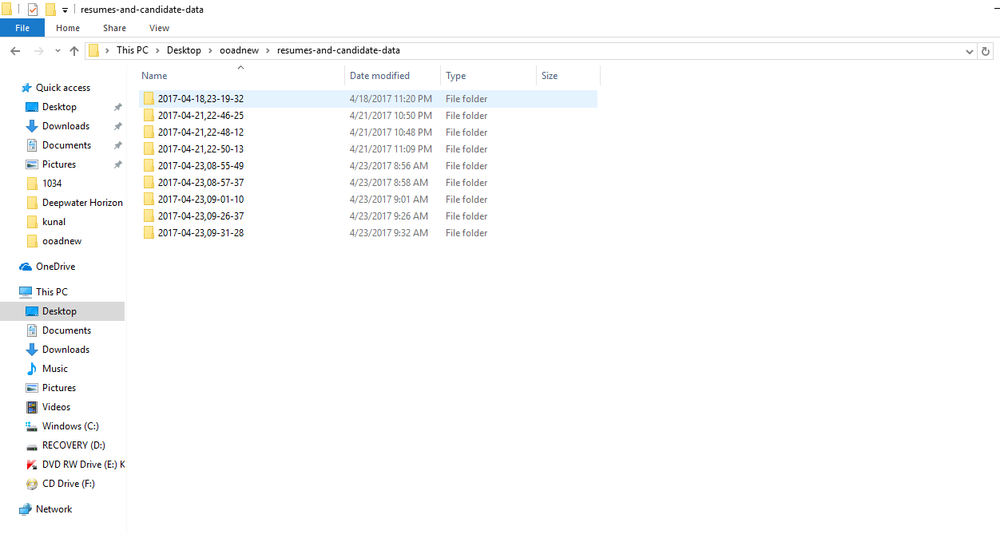 resumes-and-candidate-data
File Home Share View
This PC Desktop ooadnew resumes-and-candidate-data
Name Date modified Type Size
2017-04-18,23-19-32 4/18/2017 11:20 PM File folder
2017-04-21,22-46-25 4/21/2017 10:50 PM File folder
2017-04-21,22-48-12 4/21/2017 10:48 PM File folder
2017-04-21,22-50-13 4/21/2017 11:09 PM File folder
2017-04-23,08-55-49 4/23/2017 8:56 AM File folder
2017-04-23,08-57-37 4/23/2017 8:58 AM File folder
2017-04-23,09-01-10 4/23/2017 9:01 AM File folder
2017-04-23,09-26-37 4/23/2017 9:26 AM File folder
2017-04-23,09-31-28 4/23/2017 9:32 AM File folder
Quick access
Desktop
Downloads
Documents
Pictures
1034
Deepwater Horizon
kunal
ooadnew
OneDrive
This PC
Desktop
Documents
Downloads
Music
Pictures
Videos
Windows (C:)
RECOVERY (D:)
DVD RW Drive (E:) K
CD Drive (F:)
Network